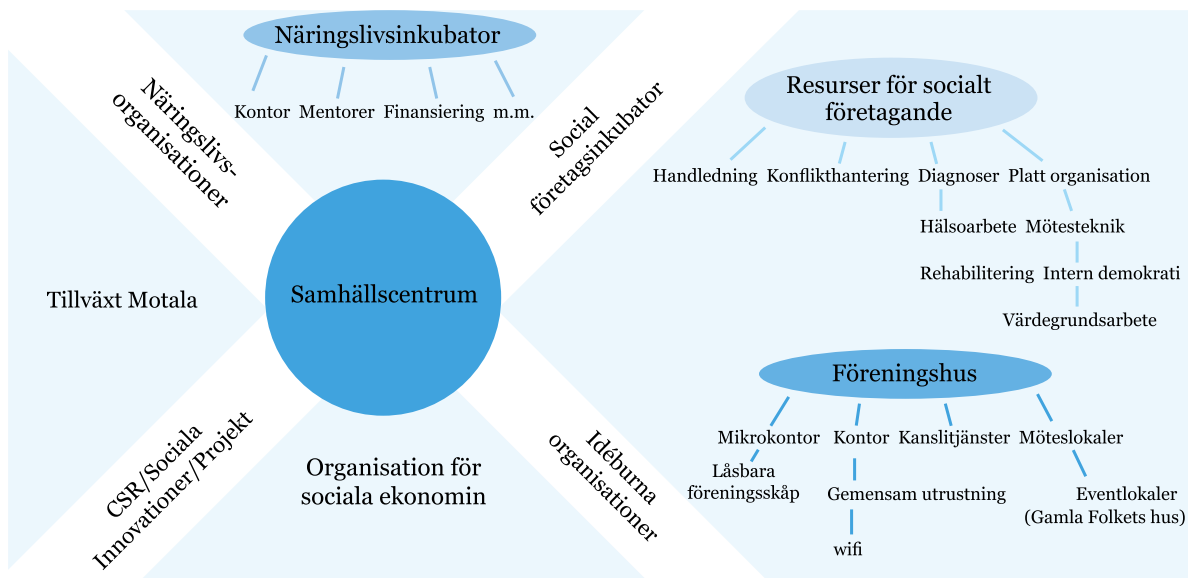 Näringslivsinkubator
Kontor Mentorer Finansiering m.m.
Näringslivs-
organisationer
Social
företagsinkubator
Resurser för socialt
företagande
Handledning Konflikthantering Diagnoser Platt organisation
Hälsoarbete Mötesteknik
Rehabilitering Intern demokrati
Värdegrundsarbete
Tillväxt Motala
Samhällscentrum
Föreningshus
Mikrokontor Kontor Kanslitjänster Möteslokaler
Låsbara
föreningsskåp
Gemensam utrustning
Eventlokaler
(Gamla Folkets hus)
wifi
CSR/Sociala
Innovationer/Projekt
Organisation för
sociala ekonomin
Idéburna
organisationer